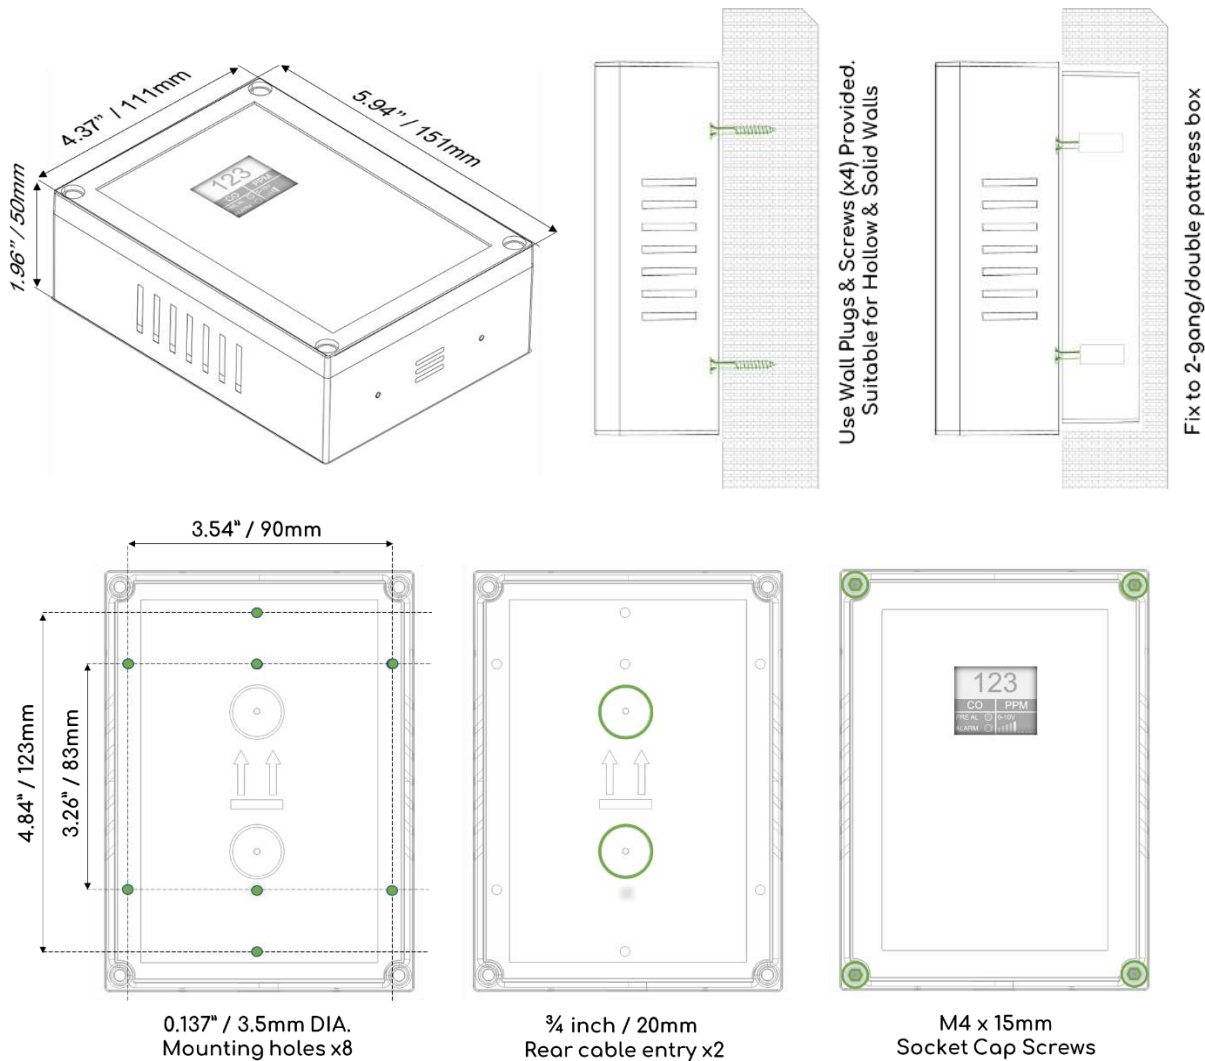 4.37" / 111mm
5.94" / 151mm
1.96" / 50mm
123
CO PPM
Use Wall Plugs & Screws (x4) Provided.
Suitable for Hollow & Solid Walls
Fix to 2-gang/double pattress box
3.54" / 90mm
4.84" / 123mm
3.26" / 83mm
123
CO PPM
PRE AL 0-10V
ALARM
0.137" / 3.5mm DIA.
Mounting holes x8
¾ inch / 20mm
Rear cable entry x2
M4 x 15mm
Socket Cap Screws